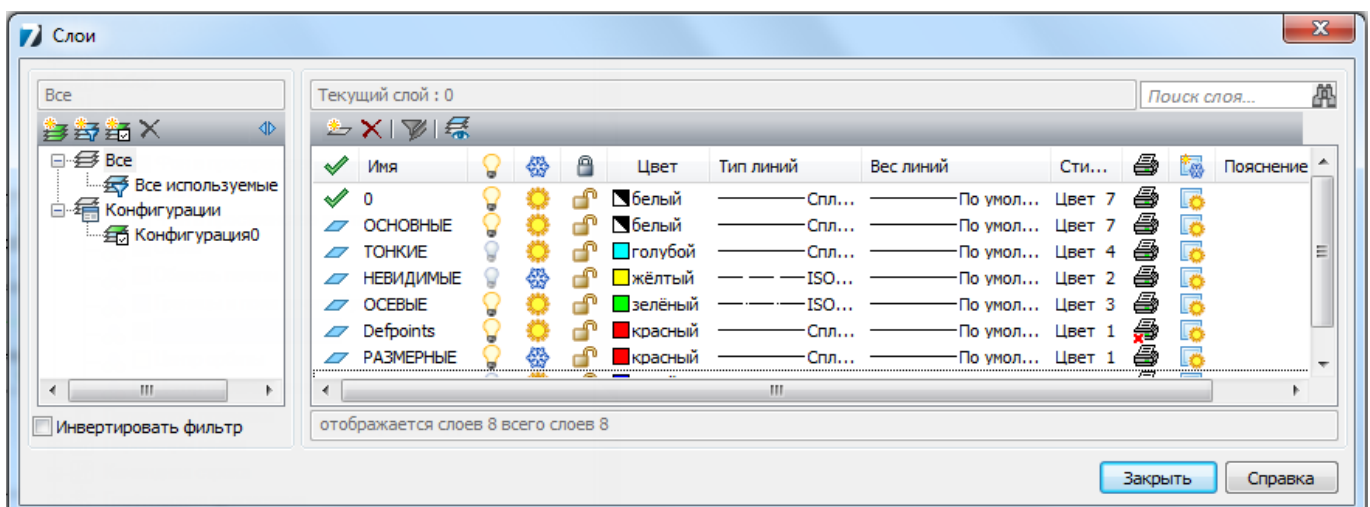 Слои
Все
Текущий слой : 0
Поиск слоя...
Все
Все используемые
Конфигурации
Конфигурация0
Имя Цвет Тип линий Вес линий Сти... Пояснение
0 белый Спл... По умол... Цвет 7
ОСНОВНЫЕ белый Спл... По умол... Цвет 7
ТОНКИЕ голубой Спл... По умол... Цвет 4
НЕВИДИМЫЕ жёлтый ISO... По умол... Цвет 2
ОСЕВЫЕ зелёный ISO... По умол... Цвет 3
Defpoints красный Спл... По умол... Цвет 1
РАЗМЕРНЫЕ красный Спл... По умол... Цвет 1
Инвертировать фильтр
отображается слоев 8 всего слоев 8
Закрыть
Справка